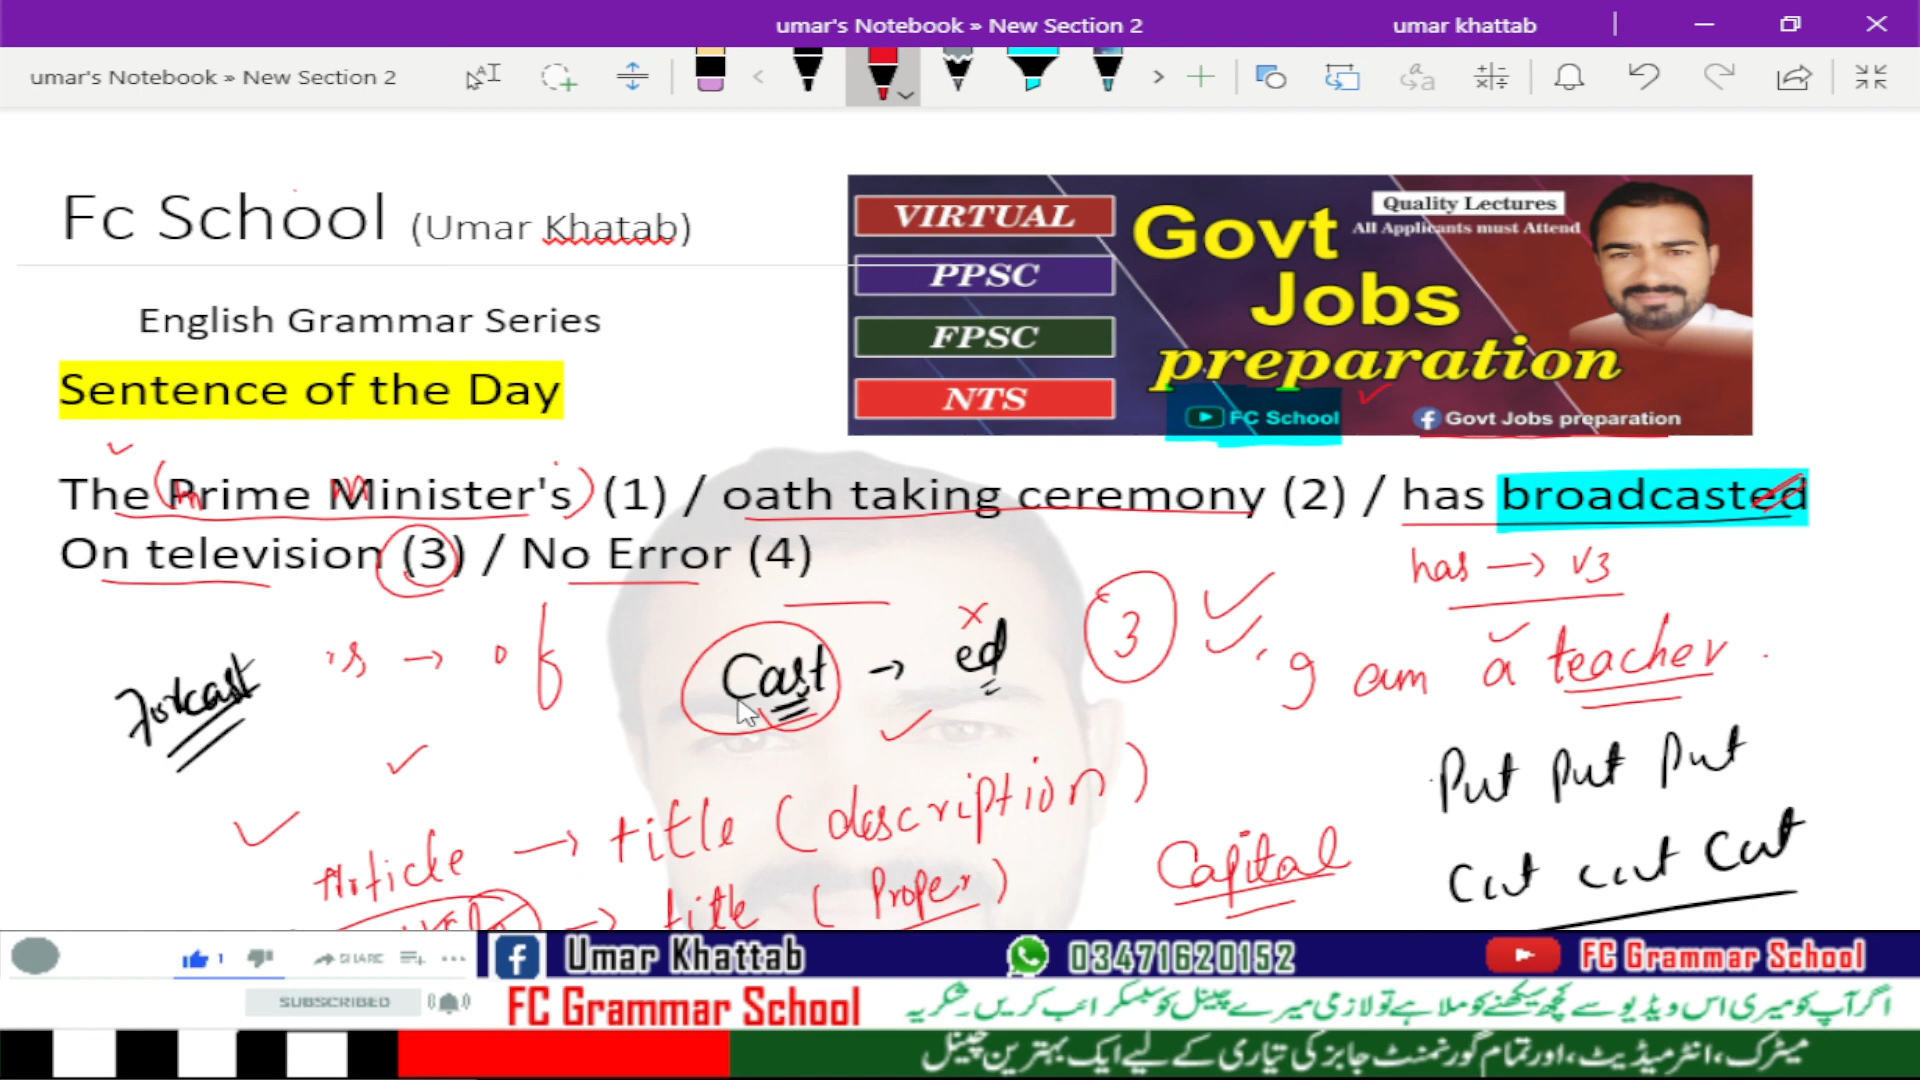 umar's Notebook » New Section 2
umar khattab
umar's Notebook » New Section 2
Fc School (Umar Khatab)
VIRTUAL
PPSC
FPSC
NTS
Govt
Jobs
preparation
Quality Lectures
All Applicants must Attend
FC School
Govt Jobs preparation
English Grammar Series
Sentence of the Day
The (Prime Minister's) (1) / oath taking ceremony (2) / has broadcasted
On television (3) / No Error (4)
has → v3
Forcast
's → of
Cast → ed
x
3
I am a teacher.
Put Put Put
Article → title (description)
Capital
Cut cut Cut
→ title (Proper)
1
SHARE
Umar Khattab
03471620152
FC Grammar School
SUBSCRIBED
FC Grammar School
اگر آپ کو میری اس ویڈیو سے کچھ سیکھنے کو ملا ہے تو لازمی میرے چینل کو سبسکرائب کریں۔ شکریہ
میٹرک، انٹرمیڈیٹ، اور تمام گورنمنٹ جابز کی تیاری کے لیے ایک بہترین چینل